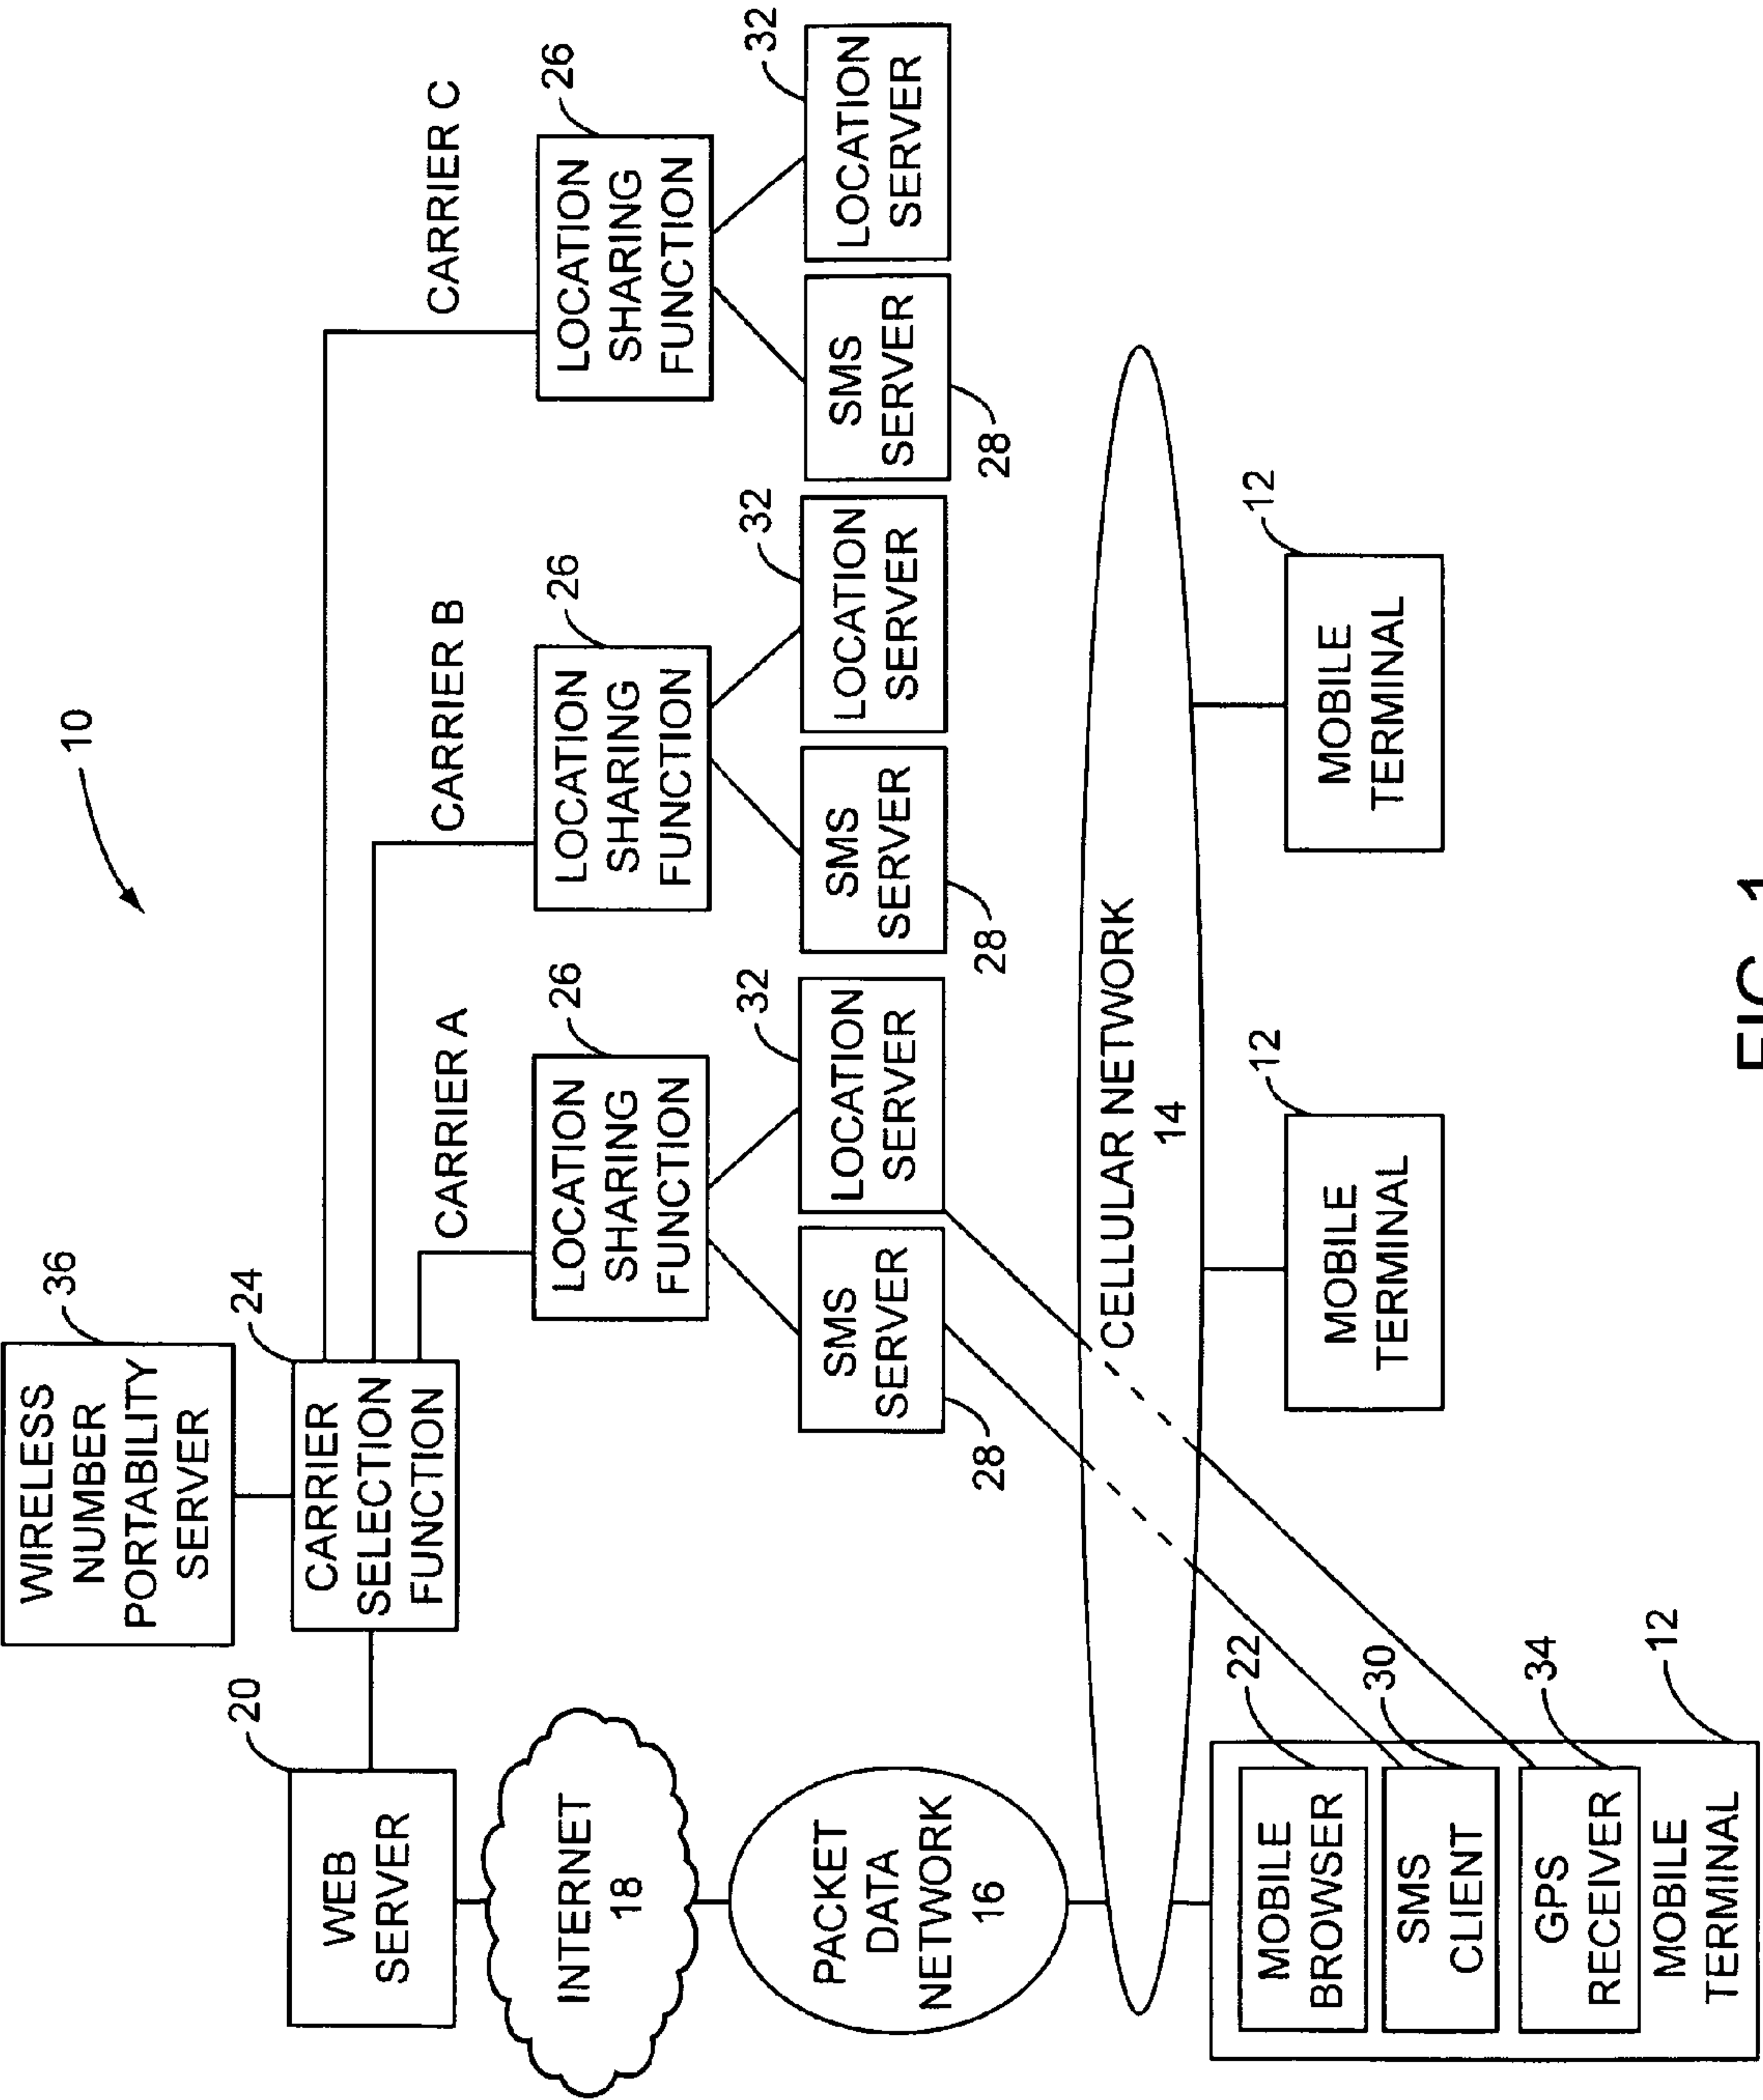 10
WIRELESS
NUMBER
PORTABILITY
SERVER
36
20
WEB
SERVER
24
CARRIER
SELECTION
FUNCTION
CARRIER A
CARRIER B
CARRIER C
INTERNET
18
26
LOCATION
SHARING
FUNCTION
26
LOCATION
SHARING
FUNCTION
26
LOCATION
SHARING
FUNCTION
PACKET
DATA
NETWORK
16
SMS
SERVER
28
32
LOCATION
SERVER
SMS
SERVER
28
32
LOCATION
SERVER
SMS
SERVER
28
32
LOCATION
SERVER
CELLULAR NETWORK
14
MOBILE
BROWSER
22
SMS
CLIENT
30
GPS
RECEIVER
34
MOBILE
TERMINAL
12
MOBILE
TERMINAL
12
MOBILE
TERMINAL
12